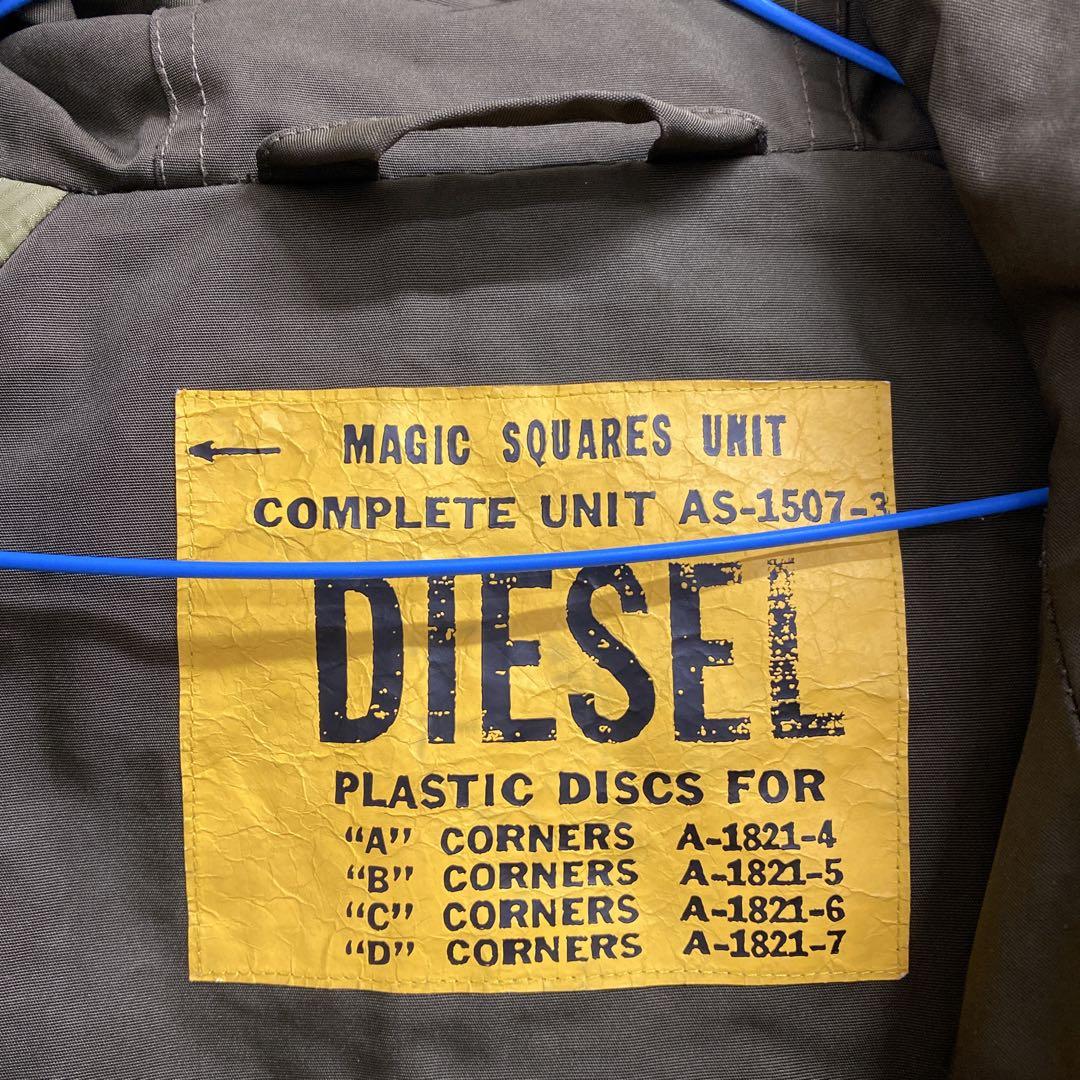 MAGIC SQUARES UNIT
COMPLETE UNIT AS-1507-3
DIESEL
PLASTIC DISCS FOR
“A” CORNERS A-1821-4
“B” CORNERS A-1821-5
“C” CORNERS A-1821-6
“D” CORNERS A-1821-7